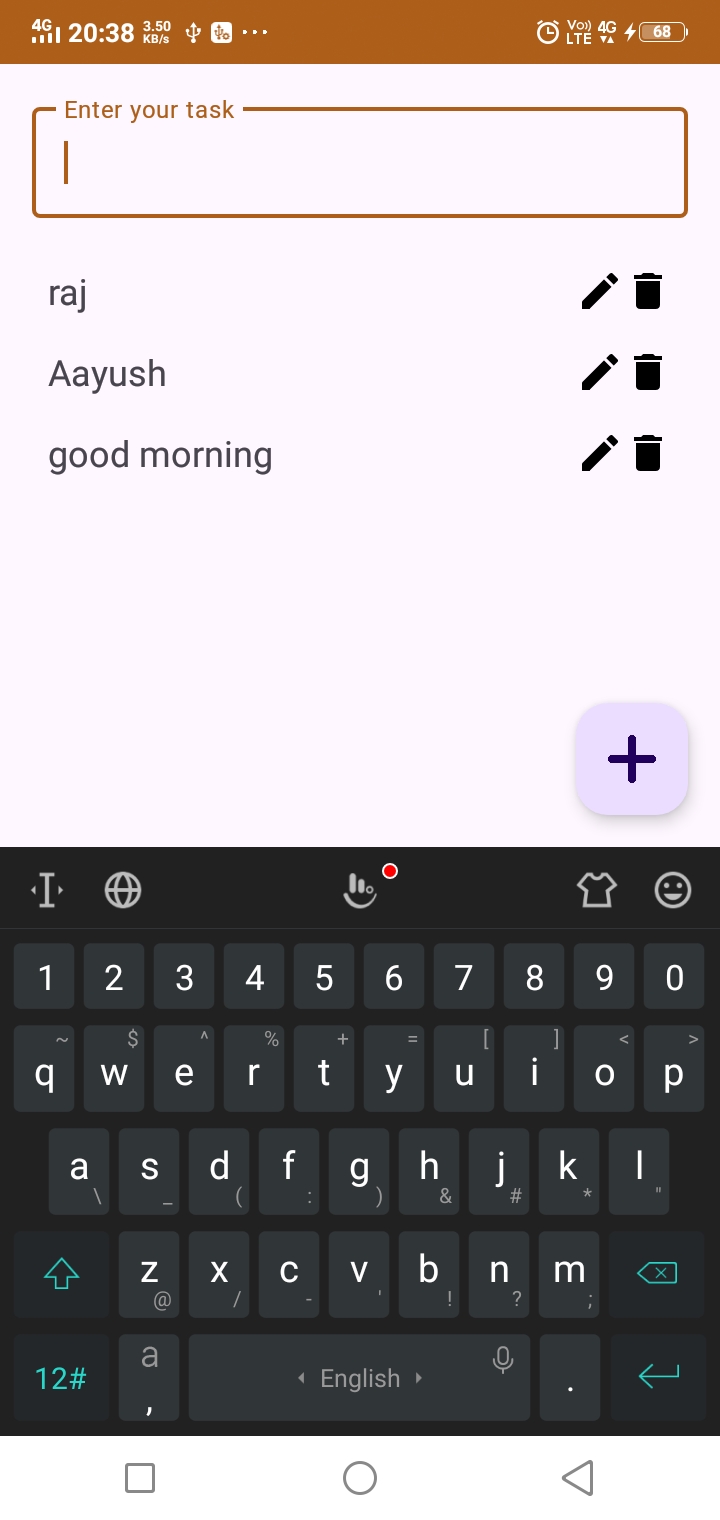 4G 20:38 3.50 KB/s ... Vo)) LTE 4G 68
Enter your task
raj
Aayush
good morning
1 2 3 4 5 6 7 8 9 0
~ $ ^ % + = [ ] < >
q w e r t y u i o p
a s d f g h j k l
\ _ ( : ) & # * "
z x c v b n m
@ / - ' ! ? ;
12# a , English .